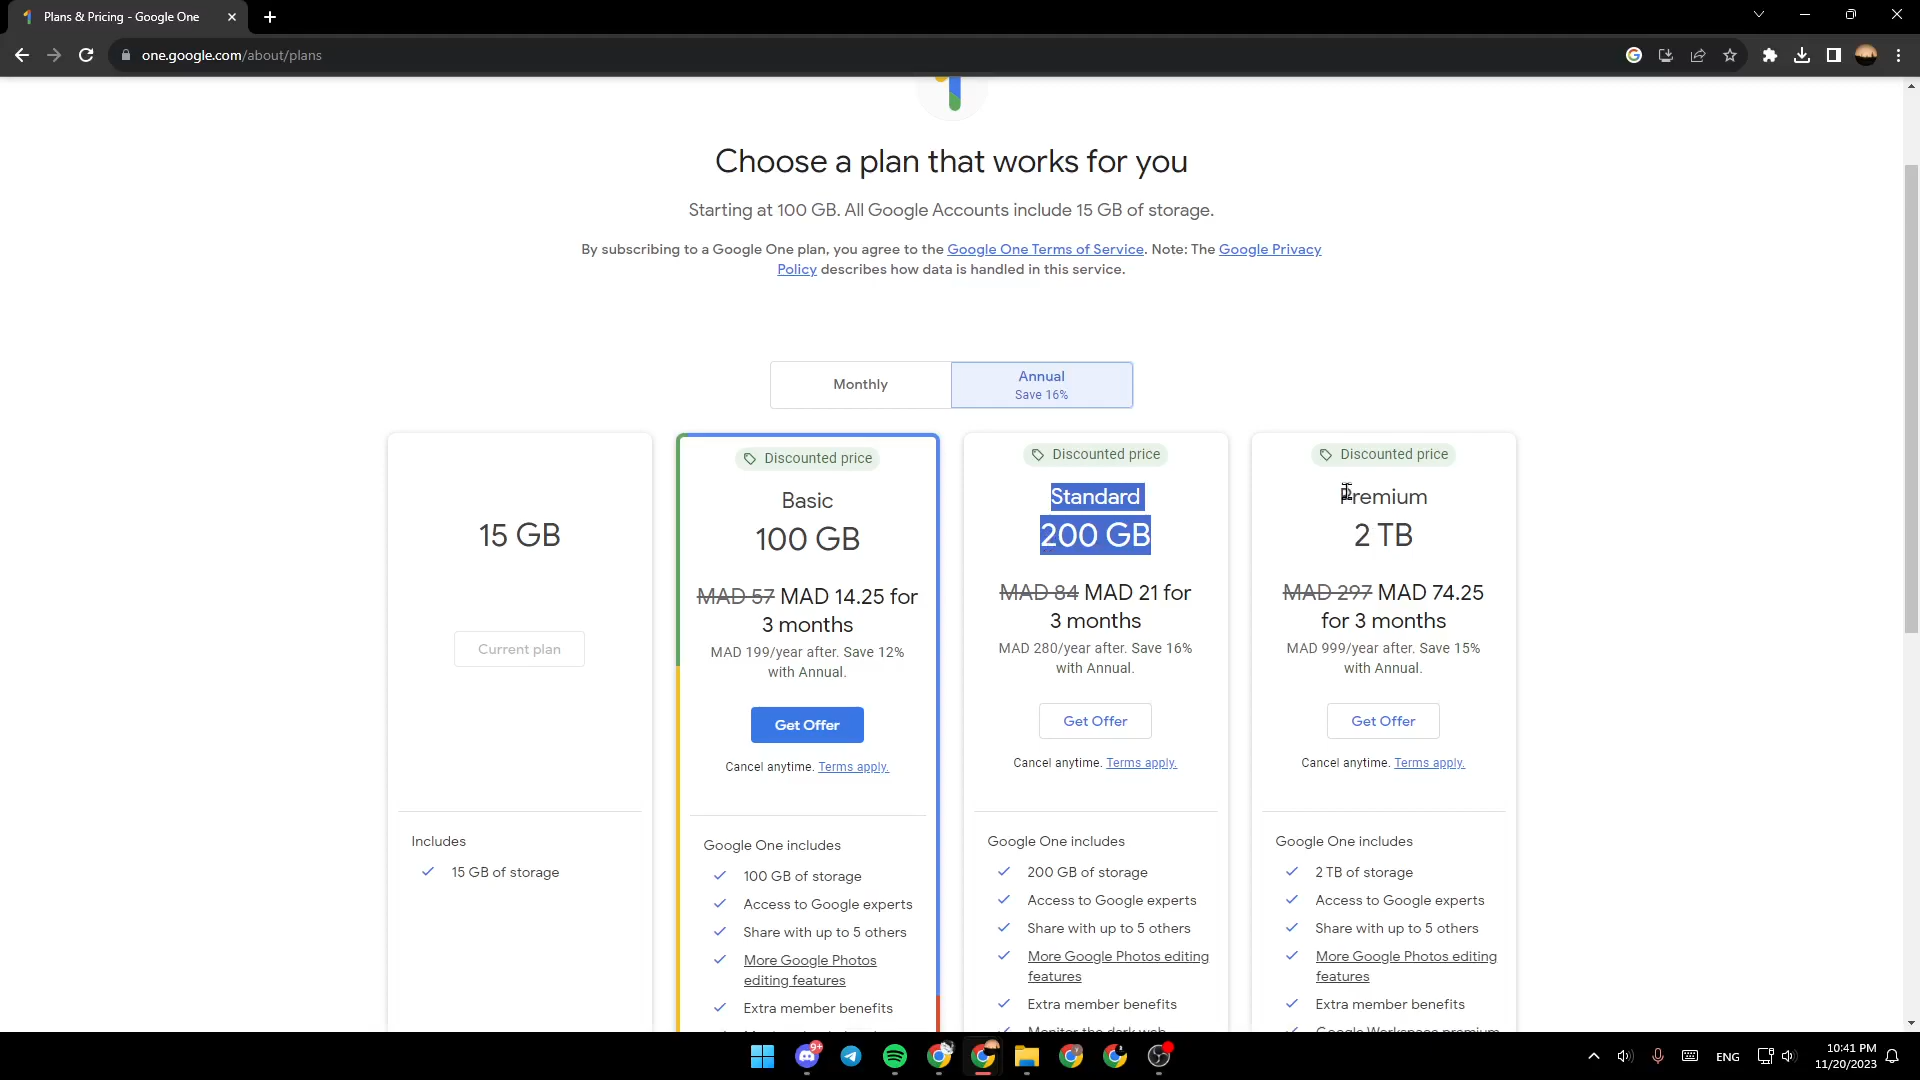 Plans & Pricing - Google One
one.google.com/about/plans
Choose a plan that works for you
Starting at 100 GB. All Google Accounts include 15 GB of storage.
By subscribing to a Google One plan, you agree to the Google One Terms of Service. Note: The Google Privacy
Policy describes how data is handled in this service.
Monthly
Annual
Save 16%
15 GB
Current plan
Includes
15 GB of storage
Discounted price
Basic
100 GB
MAD 57 MAD 14.25 for
3 months
MAD 199/year after. Save 12%
with Annual.
Get Offer
Cancel anytime. Terms apply.
Google One includes
100 GB of storage
Access to Google experts
Share with up to 5 others
More Google Photos
editing features
Extra member benefits
Discounted price
Standard
200 GB
MAD 84 MAD 21 for
3 months
MAD 280/year after. Save 16%
with Annual.
Get Offer
Cancel anytime. Terms apply.
Google One includes
200 GB of storage
Access to Google experts
Share with up to 5 others
More Google Photos editing
features
Extra member benefits
Monitor the dark web
Discounted price
Premium
2 TB
MAD 297 MAD 74.25
for 3 months
MAD 999/year after. Save 15%
with Annual.
Get Offer
Cancel anytime. Terms apply.
Google One includes
2 TB of storage
Access to Google experts
Share with up to 5 others
More Google Photos editing
features
Extra member benefits
Google Workspace premium
9+
ENG
10:41 PM
11/20/2023